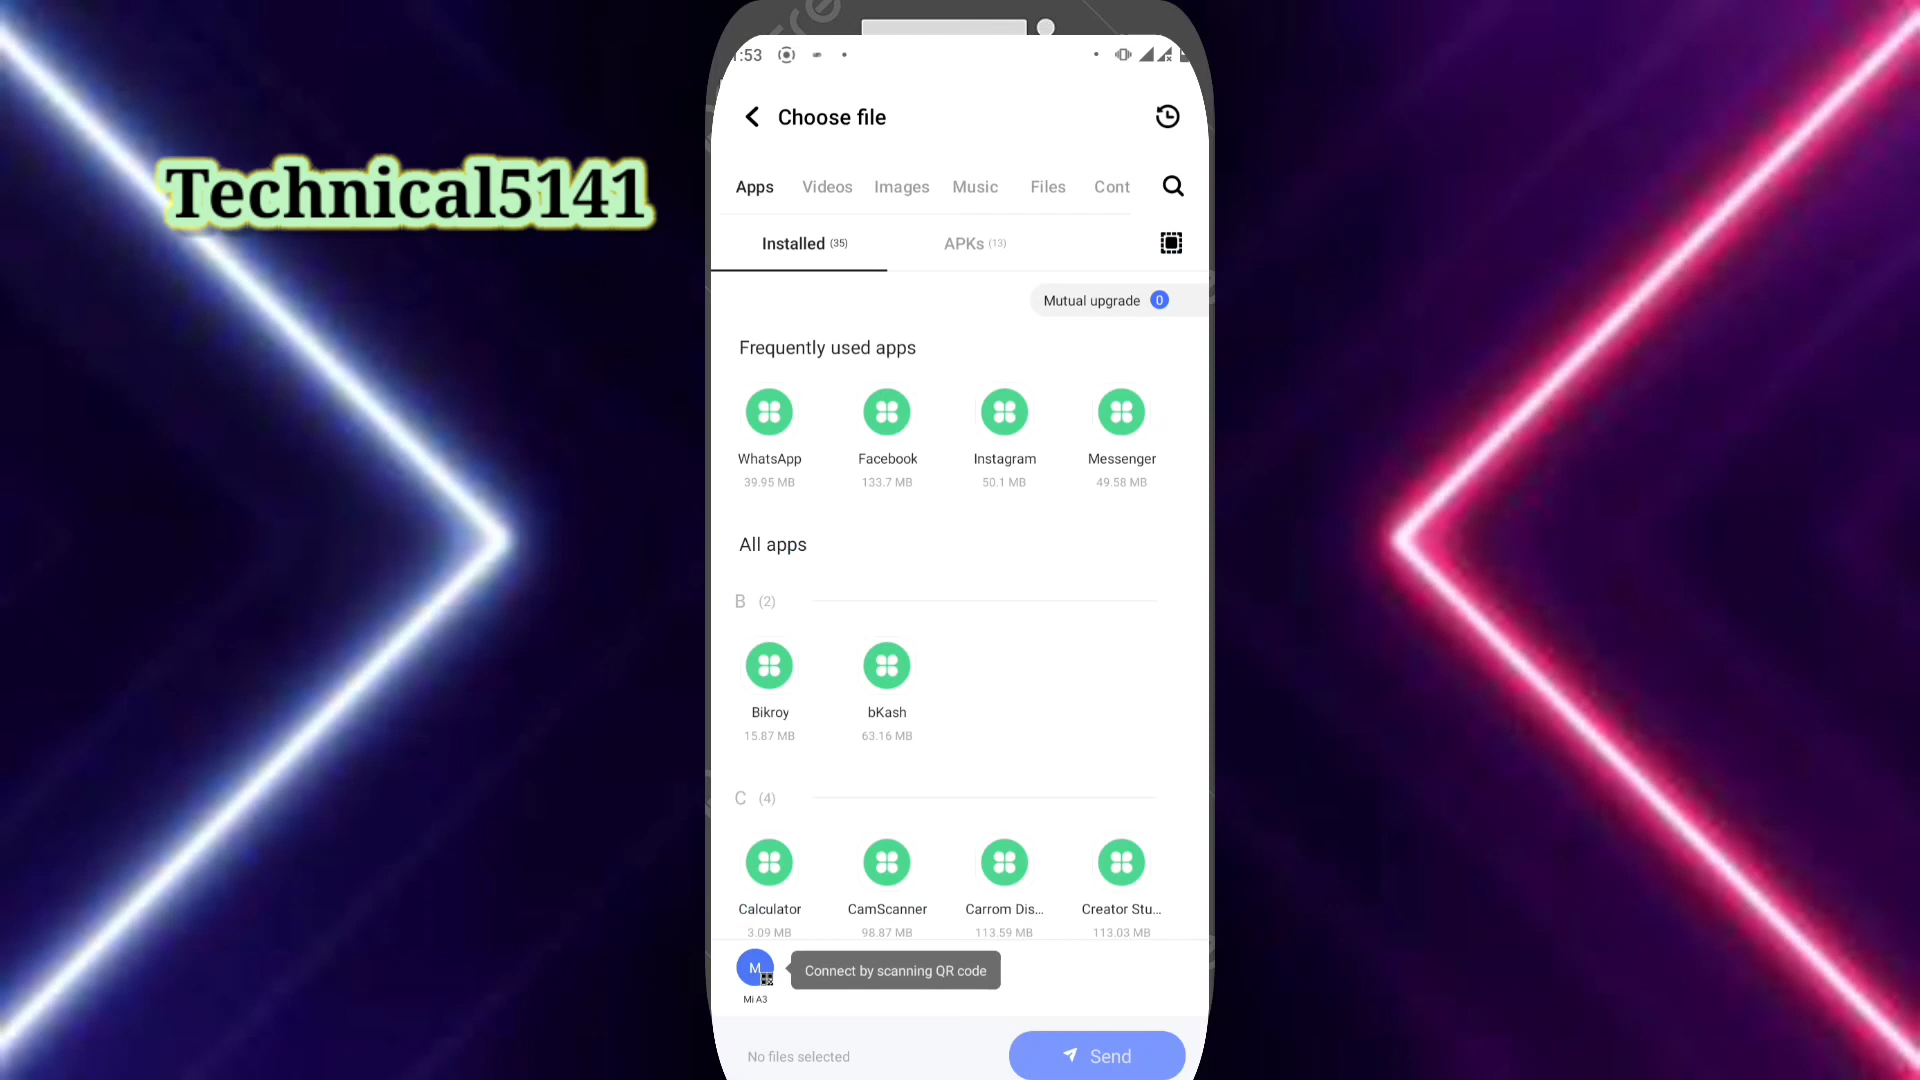 :53
Choose file
Technical5141
Apps Videos Images Music Files Cont
Installed (35) APKs (13)
Mutual upgrade 0
Frequently used apps
WhatsApp Facebook Instagram Messenger
39.95 MB 133.7 MB 50.1 MB 49.58 MB
All apps
B (2)
Bikroy bKash
15.87 MB 63.16 MB
C (4)
Calculator CamScanner Carrom Dis... Creator Stu...
3.09 MB 98.87 MB 113.59 MB 113.03 MB
M Connect by scanning QR code
Mi A3
No files selected Send